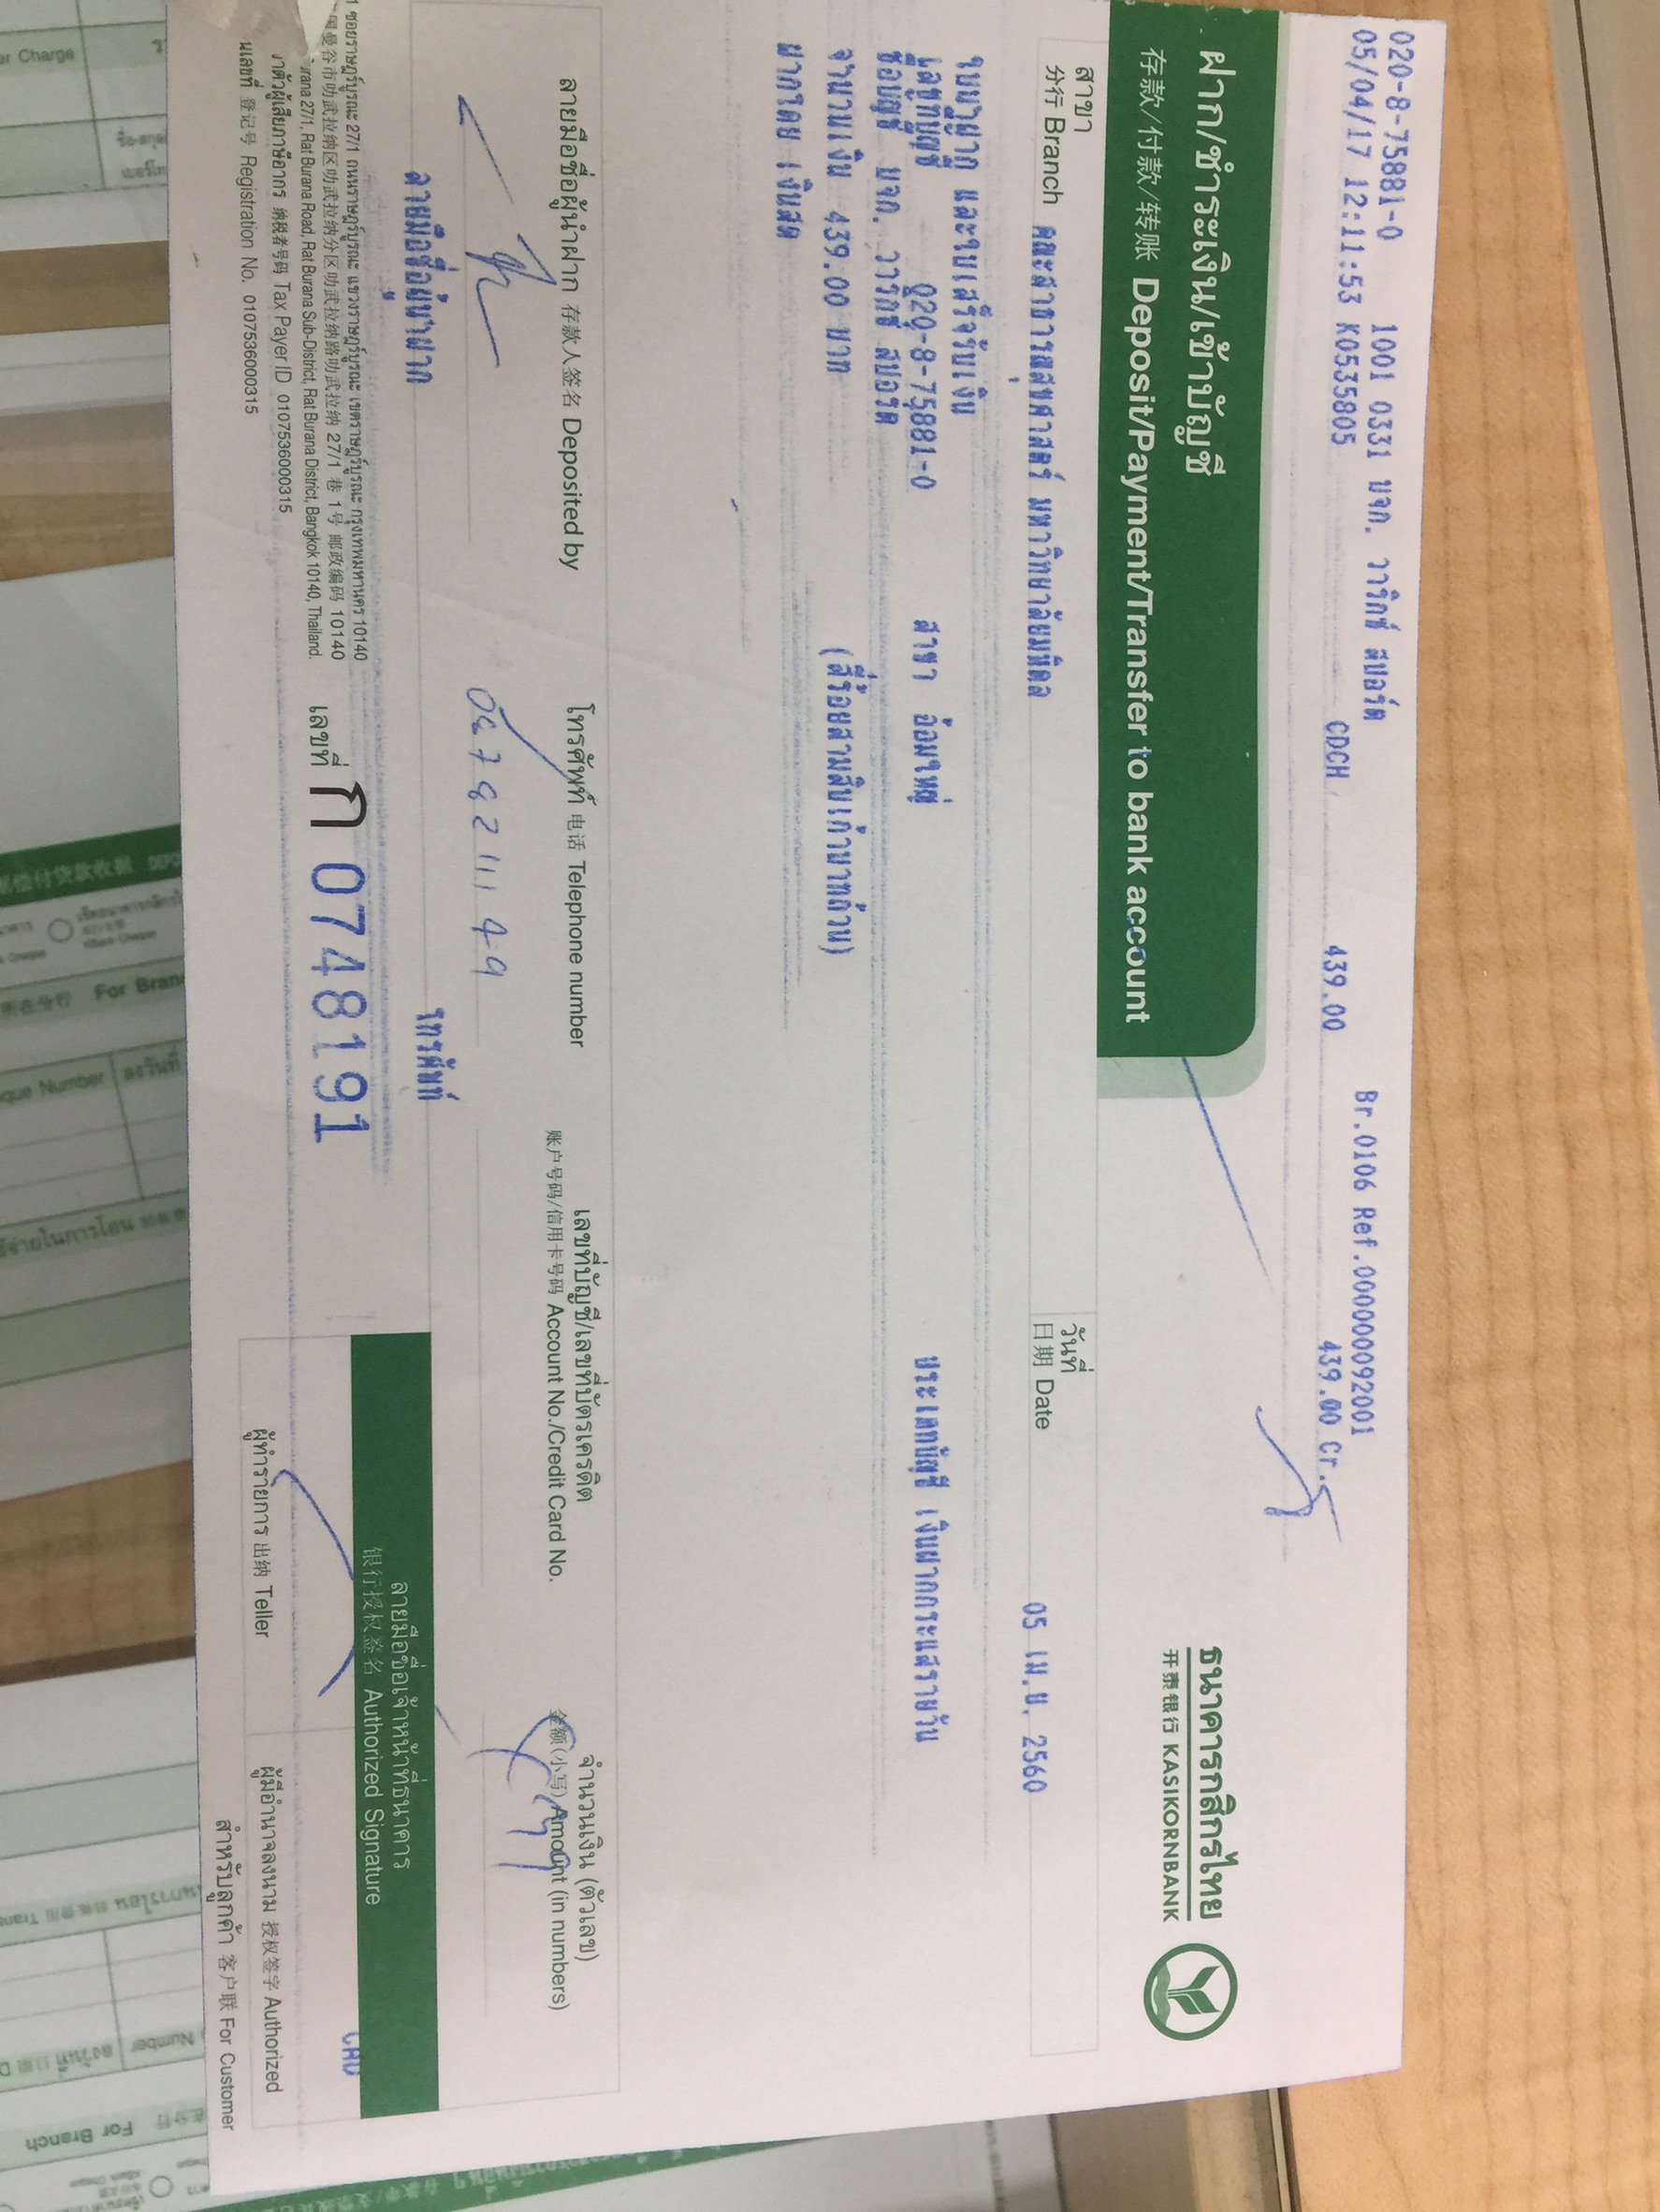 020-8-75881-0 1001 0331 บจก. วาริกซ์ สปอร์ต Br.0106 Ref.0000092001
05/04/17 12:11:53 K0535805 CDCH 439.00 439.00 Cr.
ฝาก/ชำระเงิน/เข้าบัญชี
存款/付款/转账 Deposit/Payment/Transfer to bank account
ธนาคารกสิกรไทย
开泰银行 KASIKORNBANK
สาขา
分行 Branch คณะสาธารณสุขศาสตร์ มหาวิทยาลัยมหิดล
วันที่
日期 Date 05 เม.ย. 2560
ใบนำฝาก และใบเสร็จรับเงิน
เลขที่บัญชี 020-8-75881-0 สาขา อ้อมใหญ่ ประเภทบัญชี เงินฝากกระแสรายวัน
ชื่อบัญชี บจก. วาริกซ์ สปอร์ต
จำนวนเงิน 439.00 บาท (สี่ร้อยสามสิบเก้าบาทถ้วน)
ฝากโดย เงินสด
ลายมือชื่อผู้นำฝาก 存款人签名 Deposited by
โทรศัพท์ 电话 Telephone number
เลขที่บัญชี/เลขที่บัตรเครดิต
账户号码/信用卡号码 Account No./Credit Card No.
จำนวนเงิน (ตัวเลข)
金额(小写) Amount (in numbers)
ลายมือชื่อผู้นำฝาก โทรศัพท์
ลายมือชื่อเจ้าหน้าที่ธนาคาร
银行授权签名 Authorized Signature
ซอยราษฎร์บูรณะ 27/1 ถนนราษฎร์บูรณะ แขวงราษฎร์บูรณะ เขตราษฎร์บูรณะ กรุงเทพมหานคร 10140
国曼谷市叻武拉纳区叻武拉纳分区叻武拉纳路叻武拉纳 27/1 巷 1 号 邮政编码 10140
urana 27/1, Rat Burana Road, Rat Burana Sub-District, Rat Burana District, Bangkok 10140, Thailand.
เลขที่ ก 0748191
าตัวผู้เสียภาษีอากร 纳税者号码 Tax Payer ID 0107536000315
นเลขที่ 登记号 Registration No. 0107536000315
ผู้ทำรายการ 出纳 Teller
ผู้มีอำนาจลงนาม 授权签字 Authorized
สำหรับลูกค้า 客户联 For Customer
er Charge
For Bran
que Number
ลงวันที่
For Branch
Number